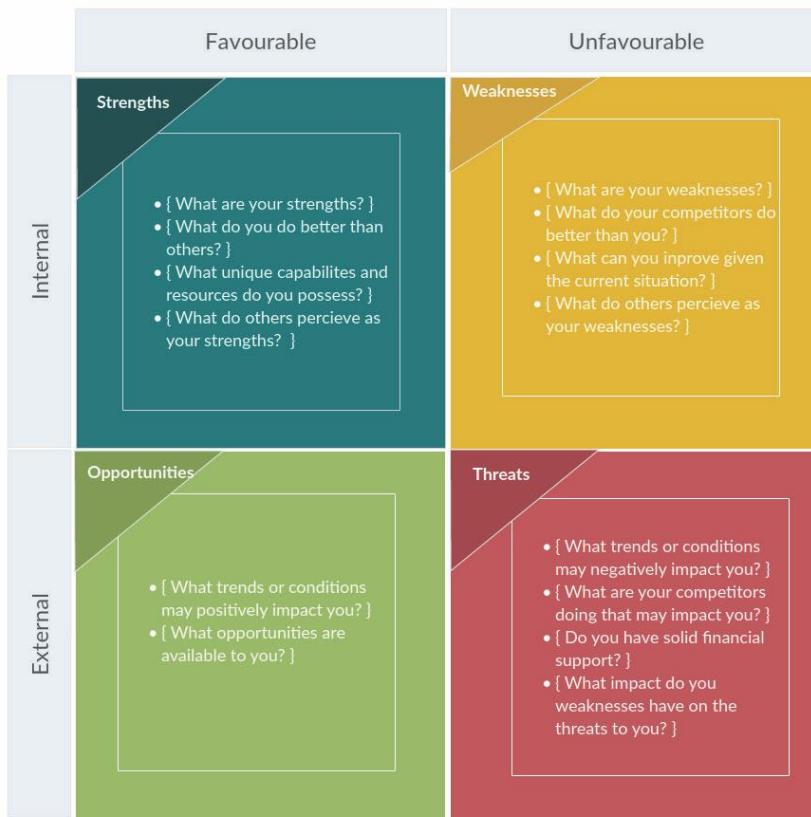 Favourable
Unfavourable
Internal
Strengths
• { What are your strengths? }
• { What do you do better than
others? }
• { What unique capabilites and
resources do you possess? }
• { What do others percieve as
your strengths?  }
Weaknesses
• { What are your weaknesses? }
• { What do your competitors do
better than you? }
• { What can you inprove given
the current situation? }
• { What do others percieve as
your weaknesses? }
External
Opportunities
• { What trends or conditions
may positively impact you? }
• { What opportunities are
available to you? }
Threats
• { What trends or conditions
may negatively impact you? }
• { What are your competitors
doing that may impact you? }
• { Do you have solid financial
support? }
• { What impact do you
weaknesses have on the
threats to you? }